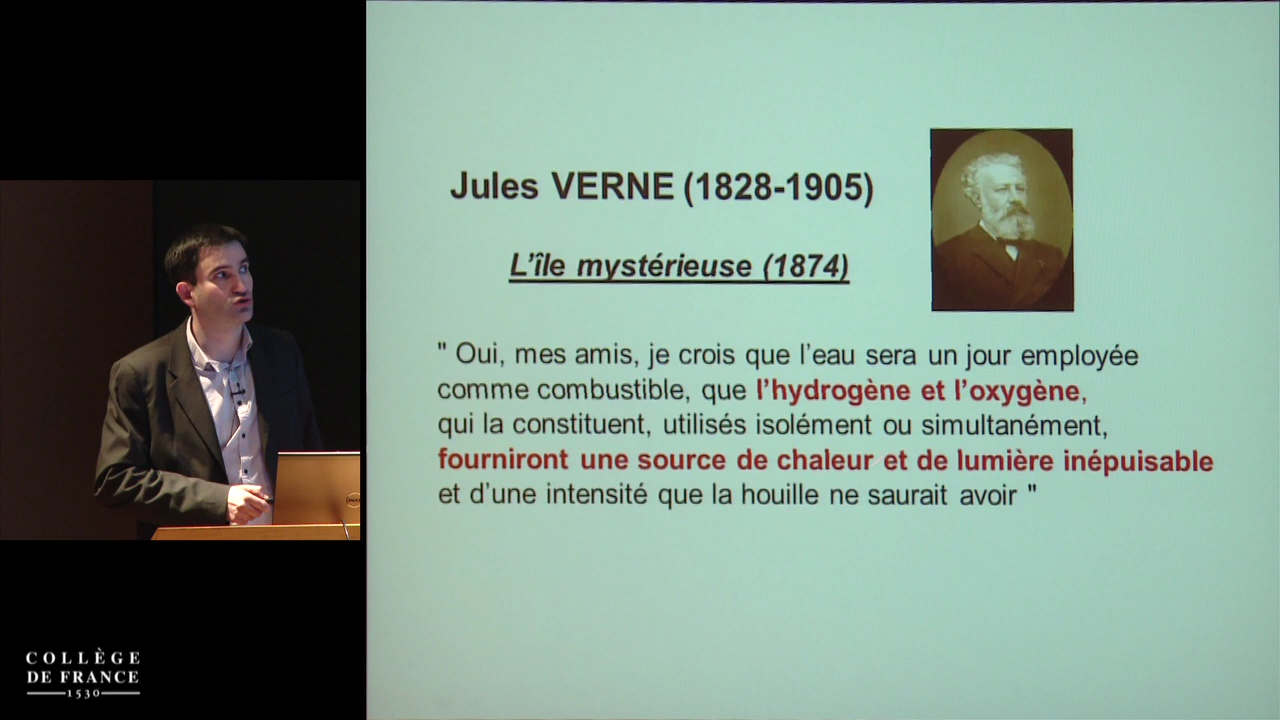 Jules VERNE (1828-1905)
L'île mystérieuse (1874)
" Oui, mes amis, je crois que l'eau sera un jour employée
comme combustible, que l'hydrogène et l'oxygène,
qui la constituent, utilisés isolément ou simultanément,
fourniront une source de chaleur et de lumière inépuisable
et d'une intensité que la houille ne saurait avoir "
COLLÈGE
DE FRANCE
1530